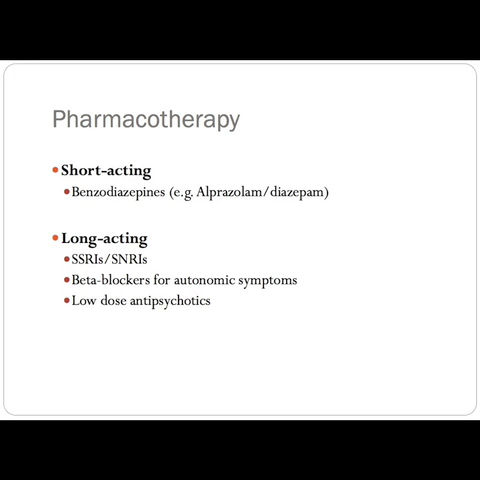 Pharmacotherapy
•Short-acting
•Benzodiazepines (e.g. Alprazolam/diazepam)
•Long-acting
•SSRIs/SNRIs
•Beta-blockers for autonomic symptoms
•Low dose antipsychotics